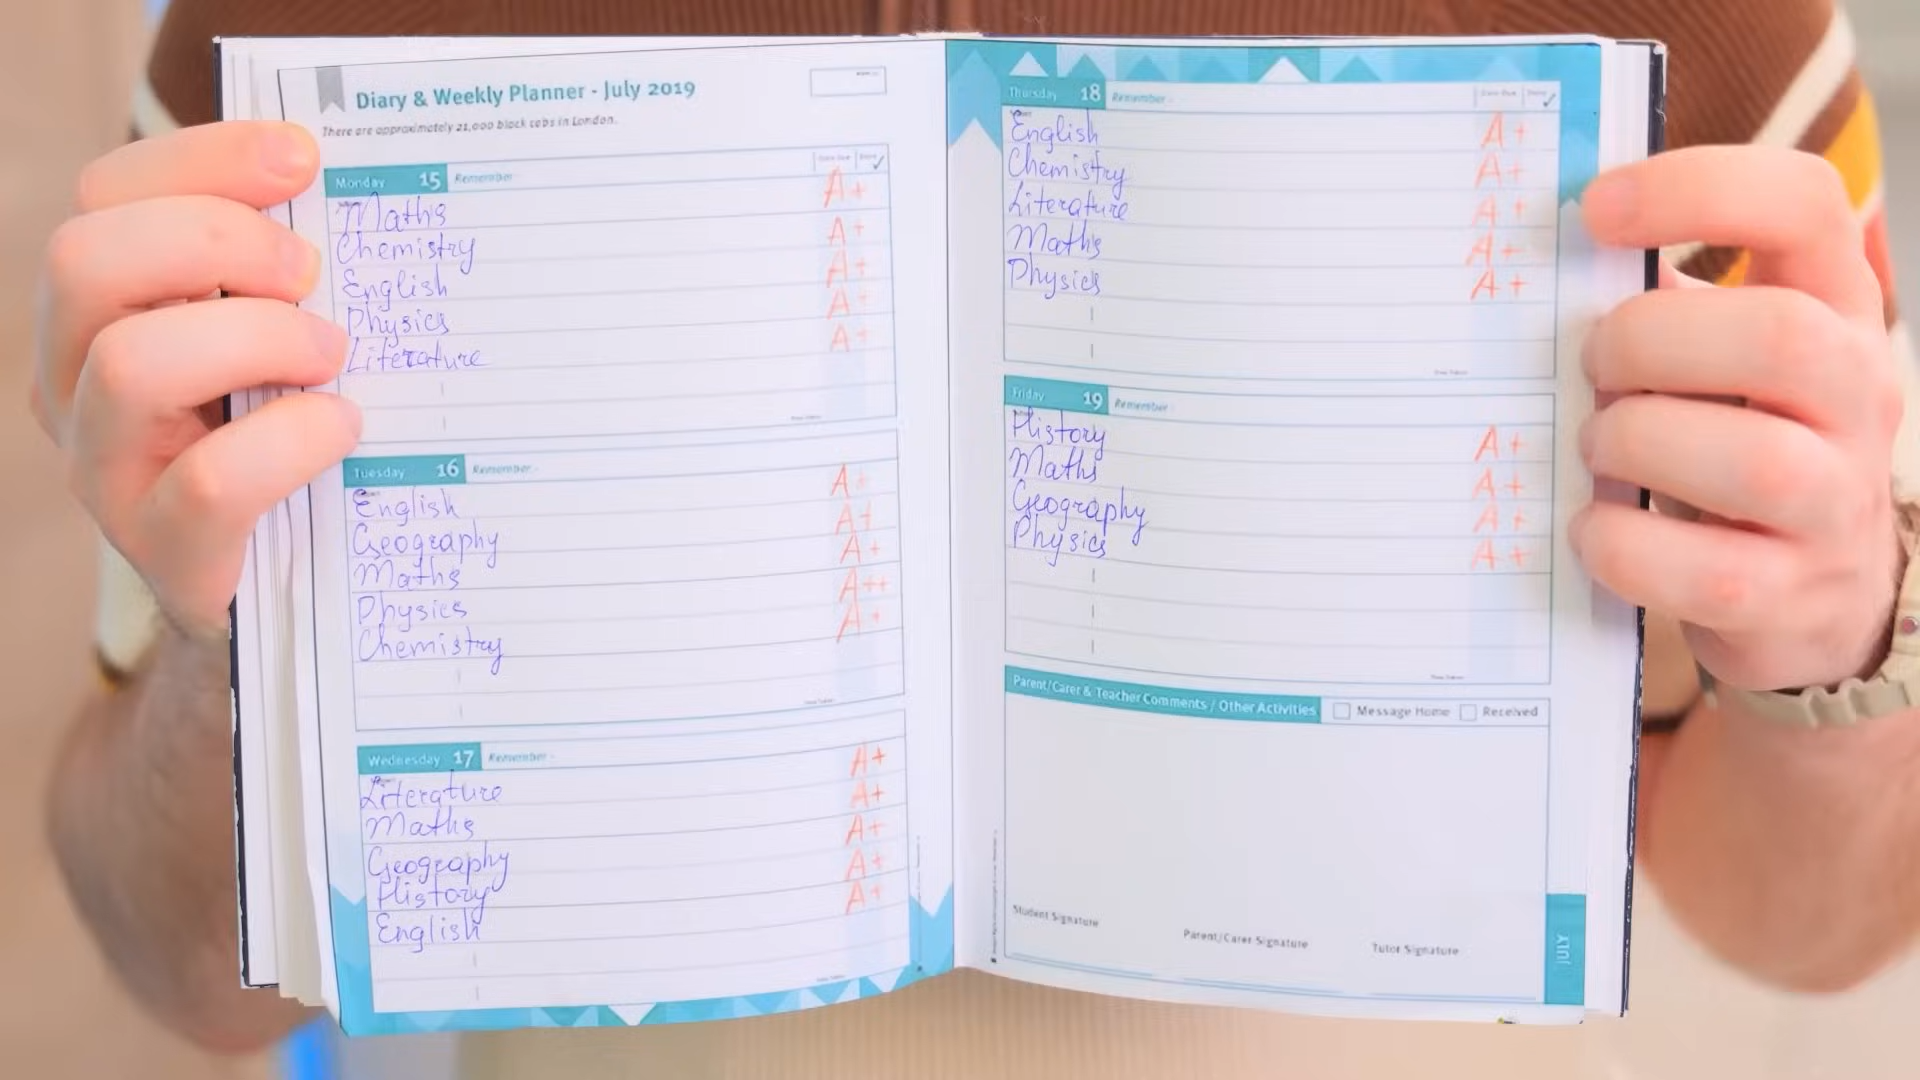 Diary & Weekly Planner - July 2019
There are approximately 21,000 black cabs in London.
Monday 15 Remember -
Maths A+
Chemistry A+
English A+
Physics A+
Literature A+
Tuesday 16 Remember -
English A+
Geography A+
Maths A+
Physics A++
Chemistry A+
Wednesday 17 Remember -
Literature A+
Maths A+
Geography A+
History A+
English A+
Thursday 18 Remember -
English A+
Chemistry A+
Literature A+
Maths A+
Physics A+
Friday 19 Remember -
History A+
Maths A+
Geography A+
Physics A+
Parent/Carer & Teacher Comments / Other Activities Message Home Received
Student Signature
Parent/Carer Signature
Tutor Signature
JULY